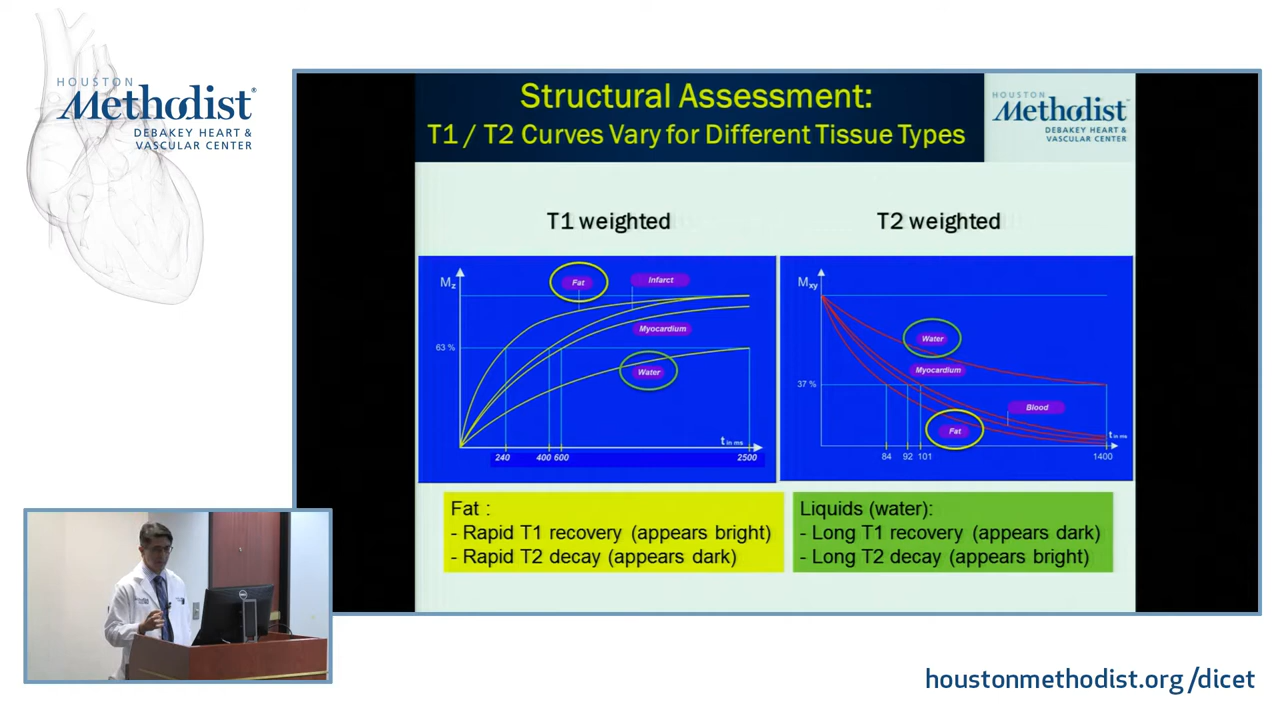 HOUSTON
Methodist®
DEBAKEY HEART &
VASCULAR CENTER
Structural Assessment:
T1 / T2 Curves Vary for Different Tissue Types
HOUSTON
Methodist
DEBAKEY HEART &
VASCULAR CENTER
T1 weighted
Mz
Fat
Infarct
Myocardium
63 %
Water
t in ms
240
400 600
2500
T2 weighted
Mxy
Water
Myocardium
37 %
Blood
Fat
t in ms
84
92
101
1400
Fat :
- Rapid T1 recovery (appears bright)
- Rapid T2 decay (appears dark)
Liquids (water):
- Long T1 recovery (appears dark)
- Long T2 decay (appears bright)
DELL
houstonmethodist.org/dicet